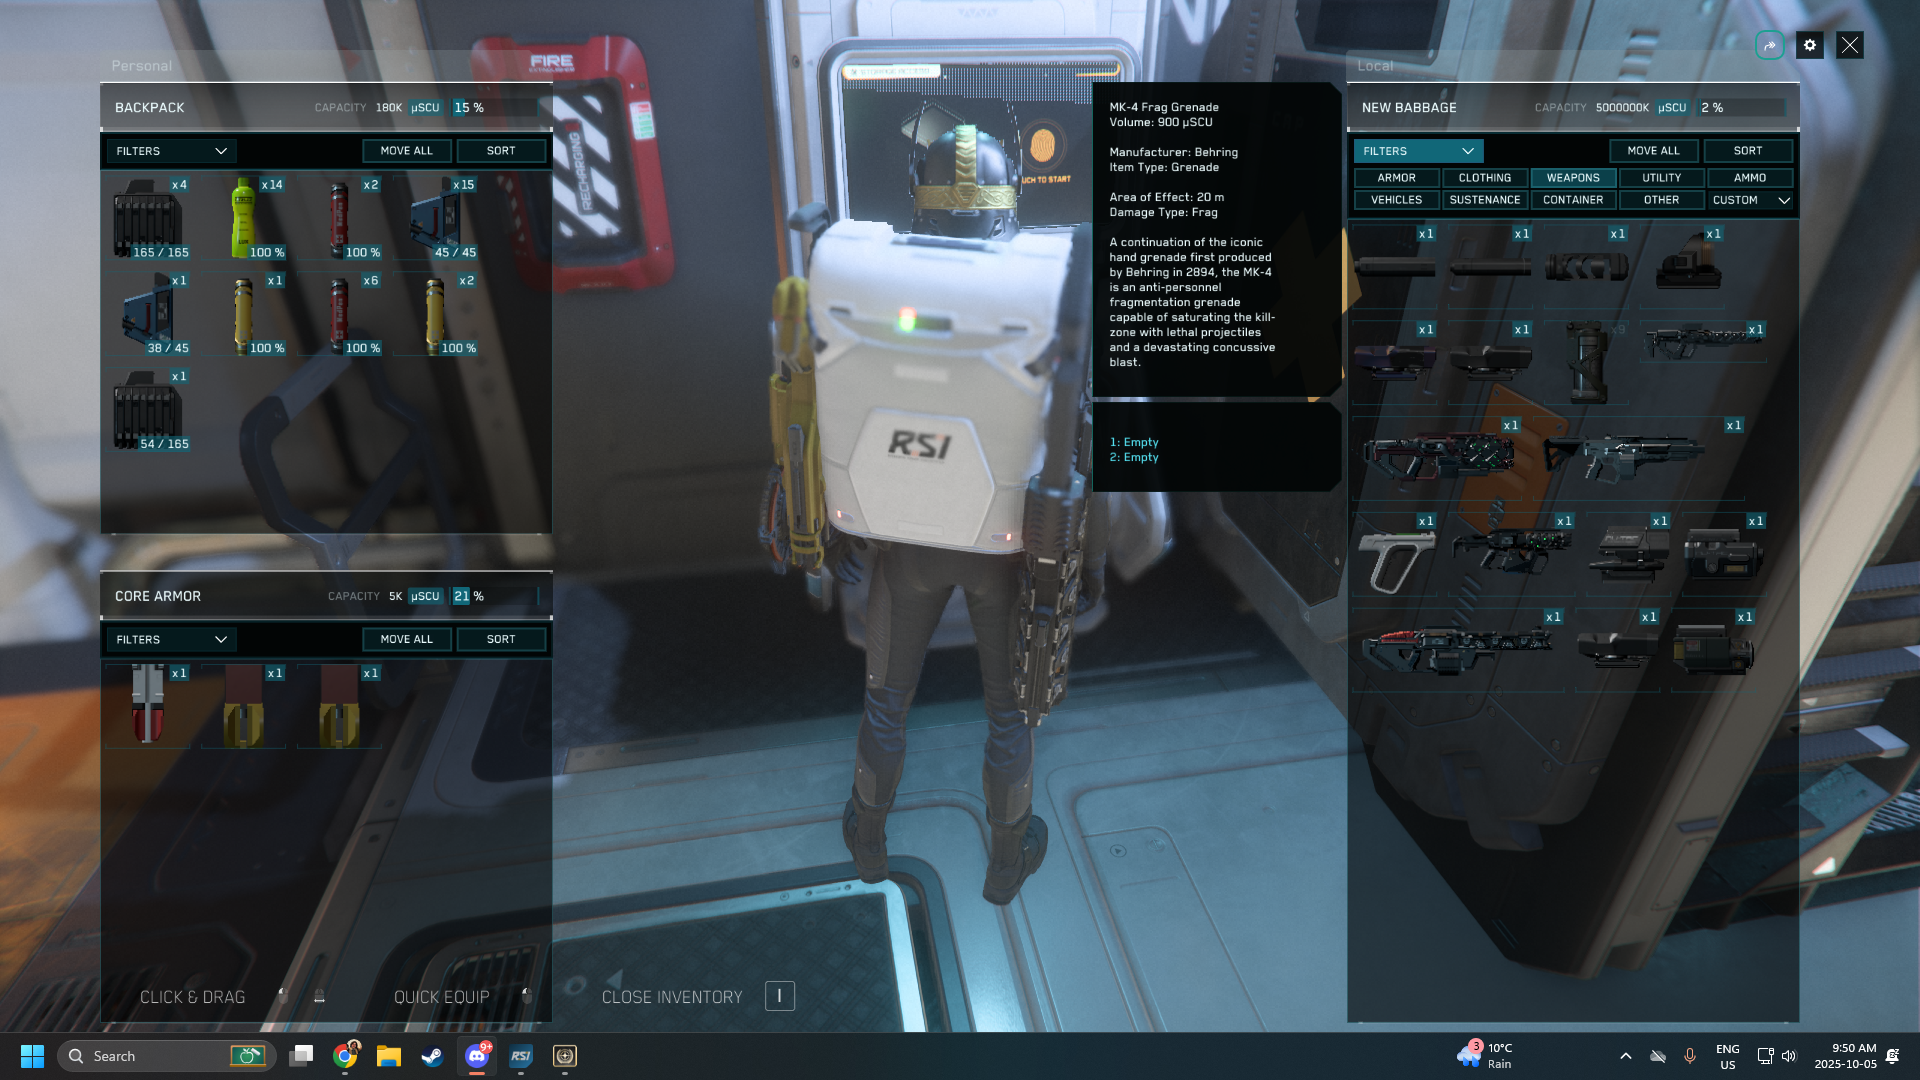 Personal
BACKPACK
CAPACITY 180K µSCU 15 %
FILTERS
MOVE ALL
SORT
x4
165 / 165
x14
100 %
x2
100 %
x15
45 / 45
x1
38 / 45
x1
100 %
x6
100 %
x2
100 %
x1
54 / 165
CORE ARMOR
CAPACITY 5K µSCU 21 %
FILTERS
MOVE ALL
SORT
x1
x1
x1
CLICK & DRAG
QUICK EQUIP
CLOSE INVENTORY
I
FIRE
EXTINGUISHER
RECHARGING
UCH TO START
RSI
MK-4 Frag Grenade
Volume: 900 µSCU
Manufacturer: Behring
Item Type: Grenade
Area of Effect: 20 m
Damage Type: Frag
A continuation of the iconic
hand grenade first produced
by Behring in 2894, the MK-4
is an anti-personnel
fragmentation grenade
capable of saturating the kill-
zone with lethal projectiles
and a devastating concussive
blast.
1: Empty
2: Empty
Local
NEW BABBAGE
CAPACITY 5000000K µSCU 2 %
FILTERS
MOVE ALL
SORT
ARMOR
CLOTHING
WEAPONS
UTILITY
AMMO
VEHICLES
SUSTENANCE
CONTAINER
OTHER
CUSTOM
x1
x1
x1
x1
x1
x1
x9
x1
x1
x1
x1
x1
x1
x1
x1
x1
x1
Search
9+
RSI
3
10°C
Rain
ENG
US
9:50 AM
2025-10-05